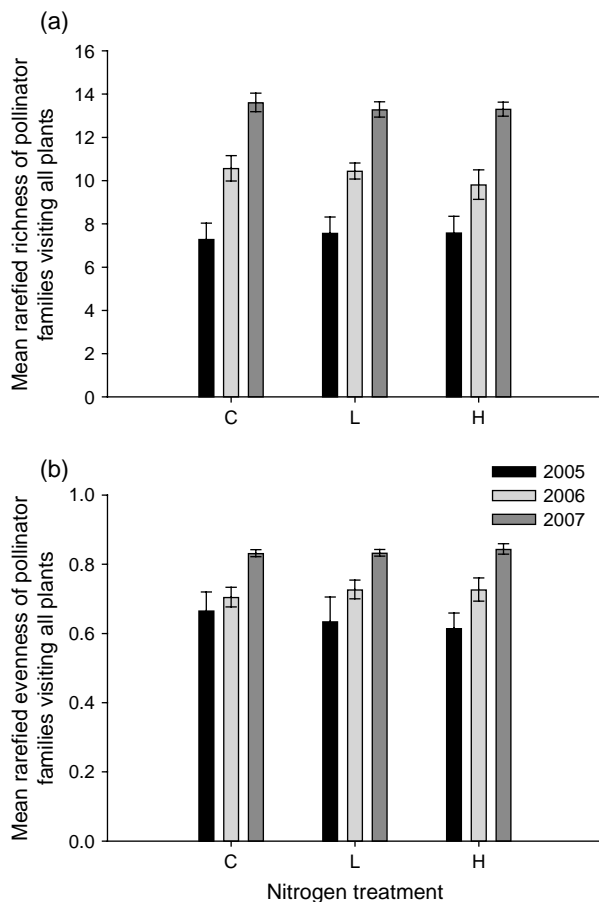 (a)
Mean rarefied richness of pollinator
families visiting all plants
16
14
12
10
8
6
4
2
0
C L H
(b)
Mean rarefied evenness of pollinator
families visiting all plants
2005
2006
2007
1.0
0.8
0.6
0.4
0.2
0.0
C L H
Nitrogen treatment